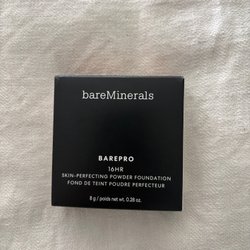 bareMinerals
BAREPRO
16HR
SKIN-PERFECTING POWDER FOUNDATION
FOND DE TEINT POUDRE PERFECTEUR
8 g / poids net wt. 0.28 oz.